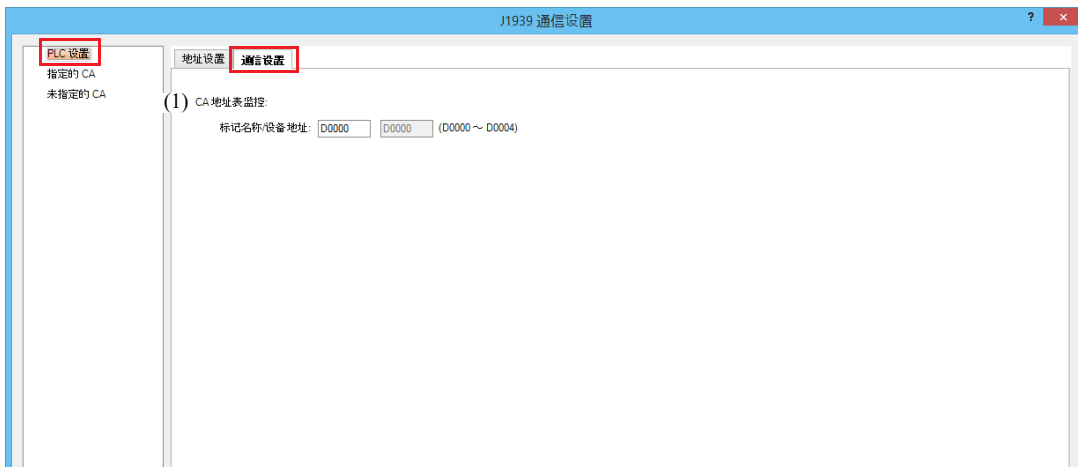 J1939 通信设置
? ×
PLC 设置
指定的 CA
未指定的 CA
地址设置 通信设置
(1) CA 地址表监控:
标记名称/设备地址: D0000 D0000 (D0000 ～ D0004)